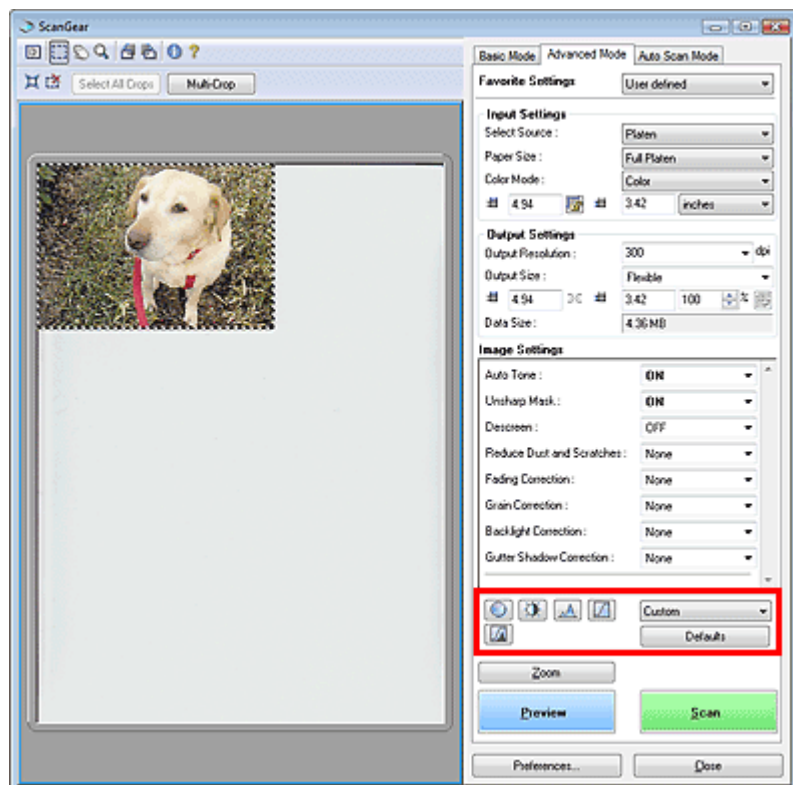 ScanGear
Basic Mode Advanced Mode Auto Scan Mode
Select All Crops Multi-Crop
Favorite Settings User defined
Input Settings
Select Source : Platen
Paper Size : Full Platen
Color Mode : Color
4.94 3.42 inches
Output Settings
Output Resolution : 300 dpi
Output Size : Flexible
4.94 3.42 100 %
Data Size : 4.36 MB
Image Settings
Auto Tone : ON
Unsharp Mask : ON
Descreen : OFF
Reduce Dust and Scratches : None
Fading Correction : None
Grain Correction : None
Backlight Correction : None
Gutter Shadow Correction : None
Custom
Defaults
Zoom
Preview Scan
Preferences... Close